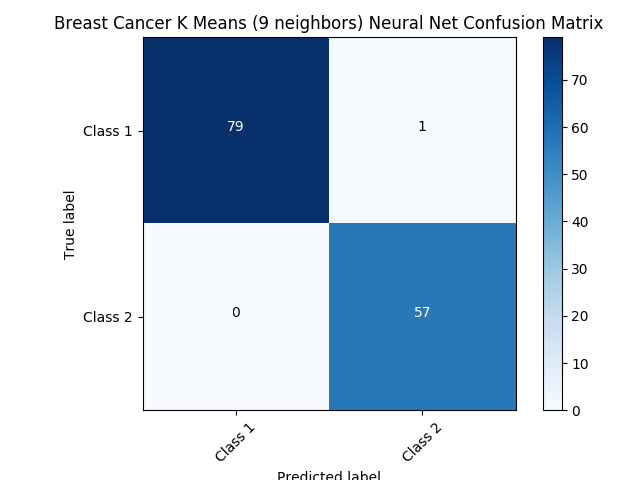 Breast Cancer K Means (9 neighbors) Neural Net Confusion Matrix
Class 1
79
1
Class 2
0
57
True label
Class 1
Class 2
Predicted label
70
60
50
40
30
20
10
0